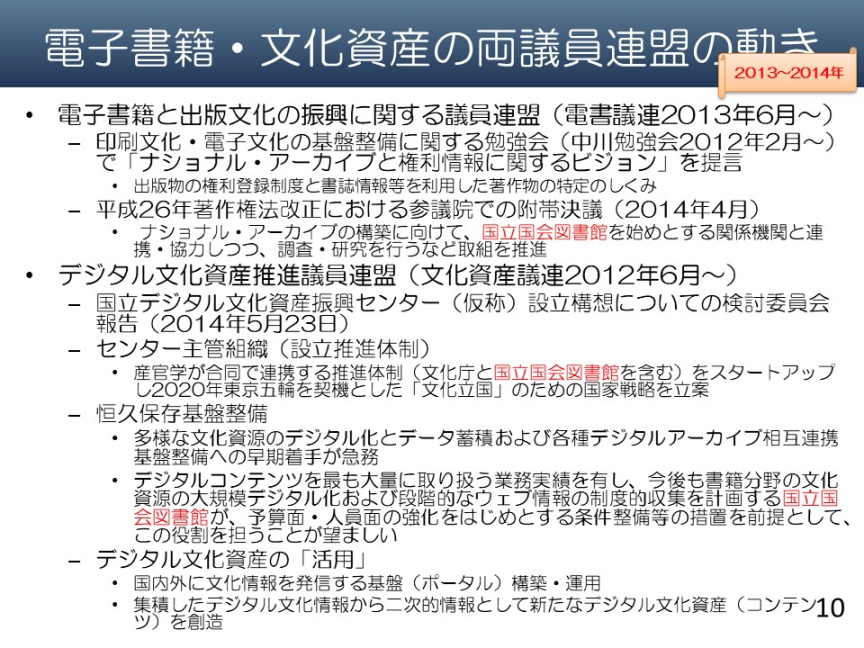 電子書籍・文化資産の両議員連盟の動き
2013～2014年
• 電子書籍と出版文化の振興に関する議員連盟（電書議連2013年6月～）
– 印刷文化・電子文化の基盤整備に関する勉強会（中川勉強会2012年2月～）
で「ナショナル・アーカイブと権利情報に関するビジョン」を提言
• 出版物の権利登録制度と書誌情報等を利用した著作物の特定のしくみ
– 平成26年著作権法改正における参議院での附帯決議（2014年4月）
• ナショナル・アーカイブの構築に向けて、国立国会図書館を始めとする関係機関と連
携・協力しつつ、調査・研究を行うなど取組を推進
• デジタル文化資産推進議員連盟（文化資産議連2012年6月～）
– 国立デジタル文化資産振興センター（仮称）設立構想についての検討委員会
報告（2014年5月23日）
– センター主管組織（設立推進体制）
• 産官学が合同で連携する推進体制（文化庁と国立国会図書館を含む）をスタートアップ
し2020年東京五輪を契機とした「文化立国」のための国家戦略を立案
– 恒久保存基盤整備
• 多様な文化資源のデジタル化とデータ蓄積および各種デジタルアーカイブ相互連携
基盤整備への早期着手が急務
• デジタルコンテンツを最も大量に取り扱う業務実績を有し、今後も書籍分野の文化
資源の大規模デジタル化および段階的なウェブ情報の制度的収集を計画する国立国
会図書館が、予算面・人員面の強化をはじめとする条件整備等の措置を前提として、
この役割を担うことが望ましい
– デジタル文化資産の「活用」
• 国内外に文化情報を発信する基盤（ポータル）構築・運用
• 集積したデジタル文化情報から二次的情報として新たなデジタル文化資産（コンテン
ツ）を創造
10